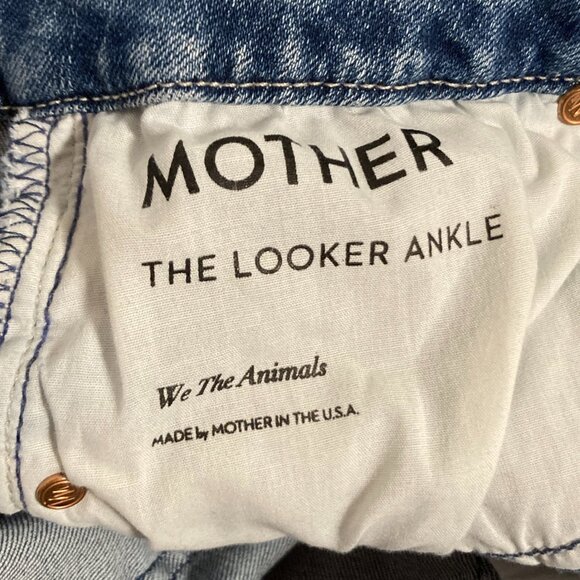 MOTHER
THE LOOKER ANKLE
We The Animals
MADE by MOTHER IN THE U.S.A.